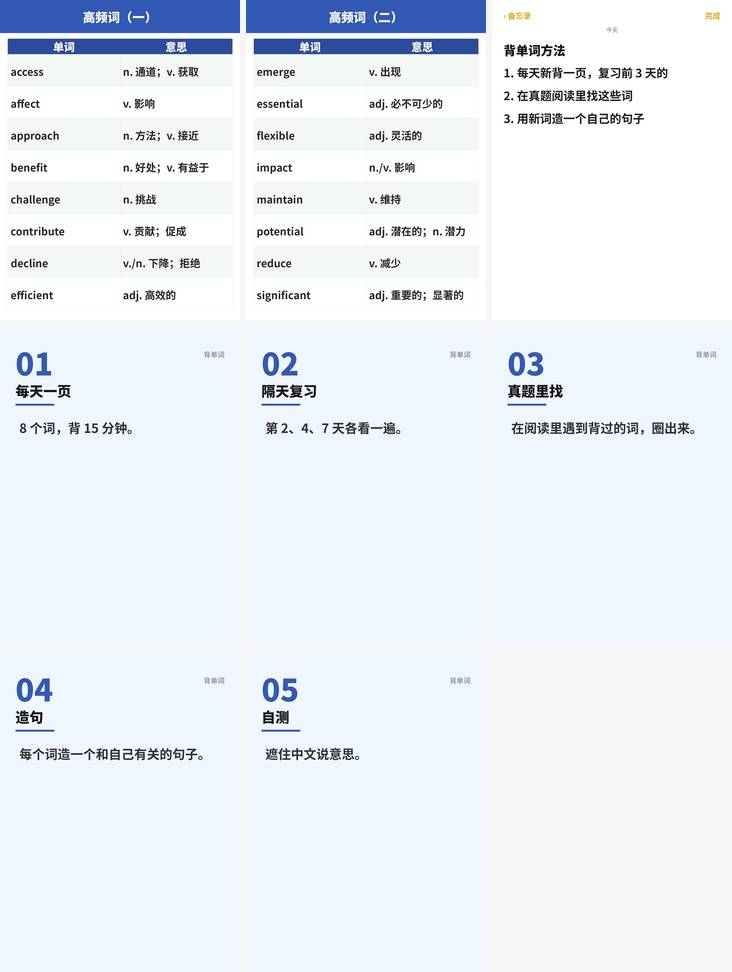 高频词（一）
单词 意思
access n. 通道；v. 获取
affect v. 影响
approach n. 方法；v. 接近
benefit n. 好处；v. 有益于
challenge n. 挑战
contribute v. 贡献；促成
decline v./n. 下降；拒绝
efficient adj. 高效的
高频词（二）
单词 意思
emerge v. 出现
essential adj. 必不可少的
flexible adj. 灵活的
impact n./v. 影响
maintain v. 维持
potential adj. 潜在的；n. 潜力
reduce v. 减少
significant adj. 重要的；显著的
‹ 备忘录 完成
今天
背单词方法
1. 每天新背一页，复习前 3 天的
2. 在真题阅读里找这些词
3. 用新词造一个自己的句子
01 背单词
每天一页
8 个词，背 15 分钟。
02 背单词
隔天复习
第 2、4、7 天各看一遍。
03 背单词
真题里找
在阅读里遇到背过的词，圈出来。
04 背单词
造句
每个词造一个和自己有关的句子。
05 背单词
自测
遮住中文说意思。